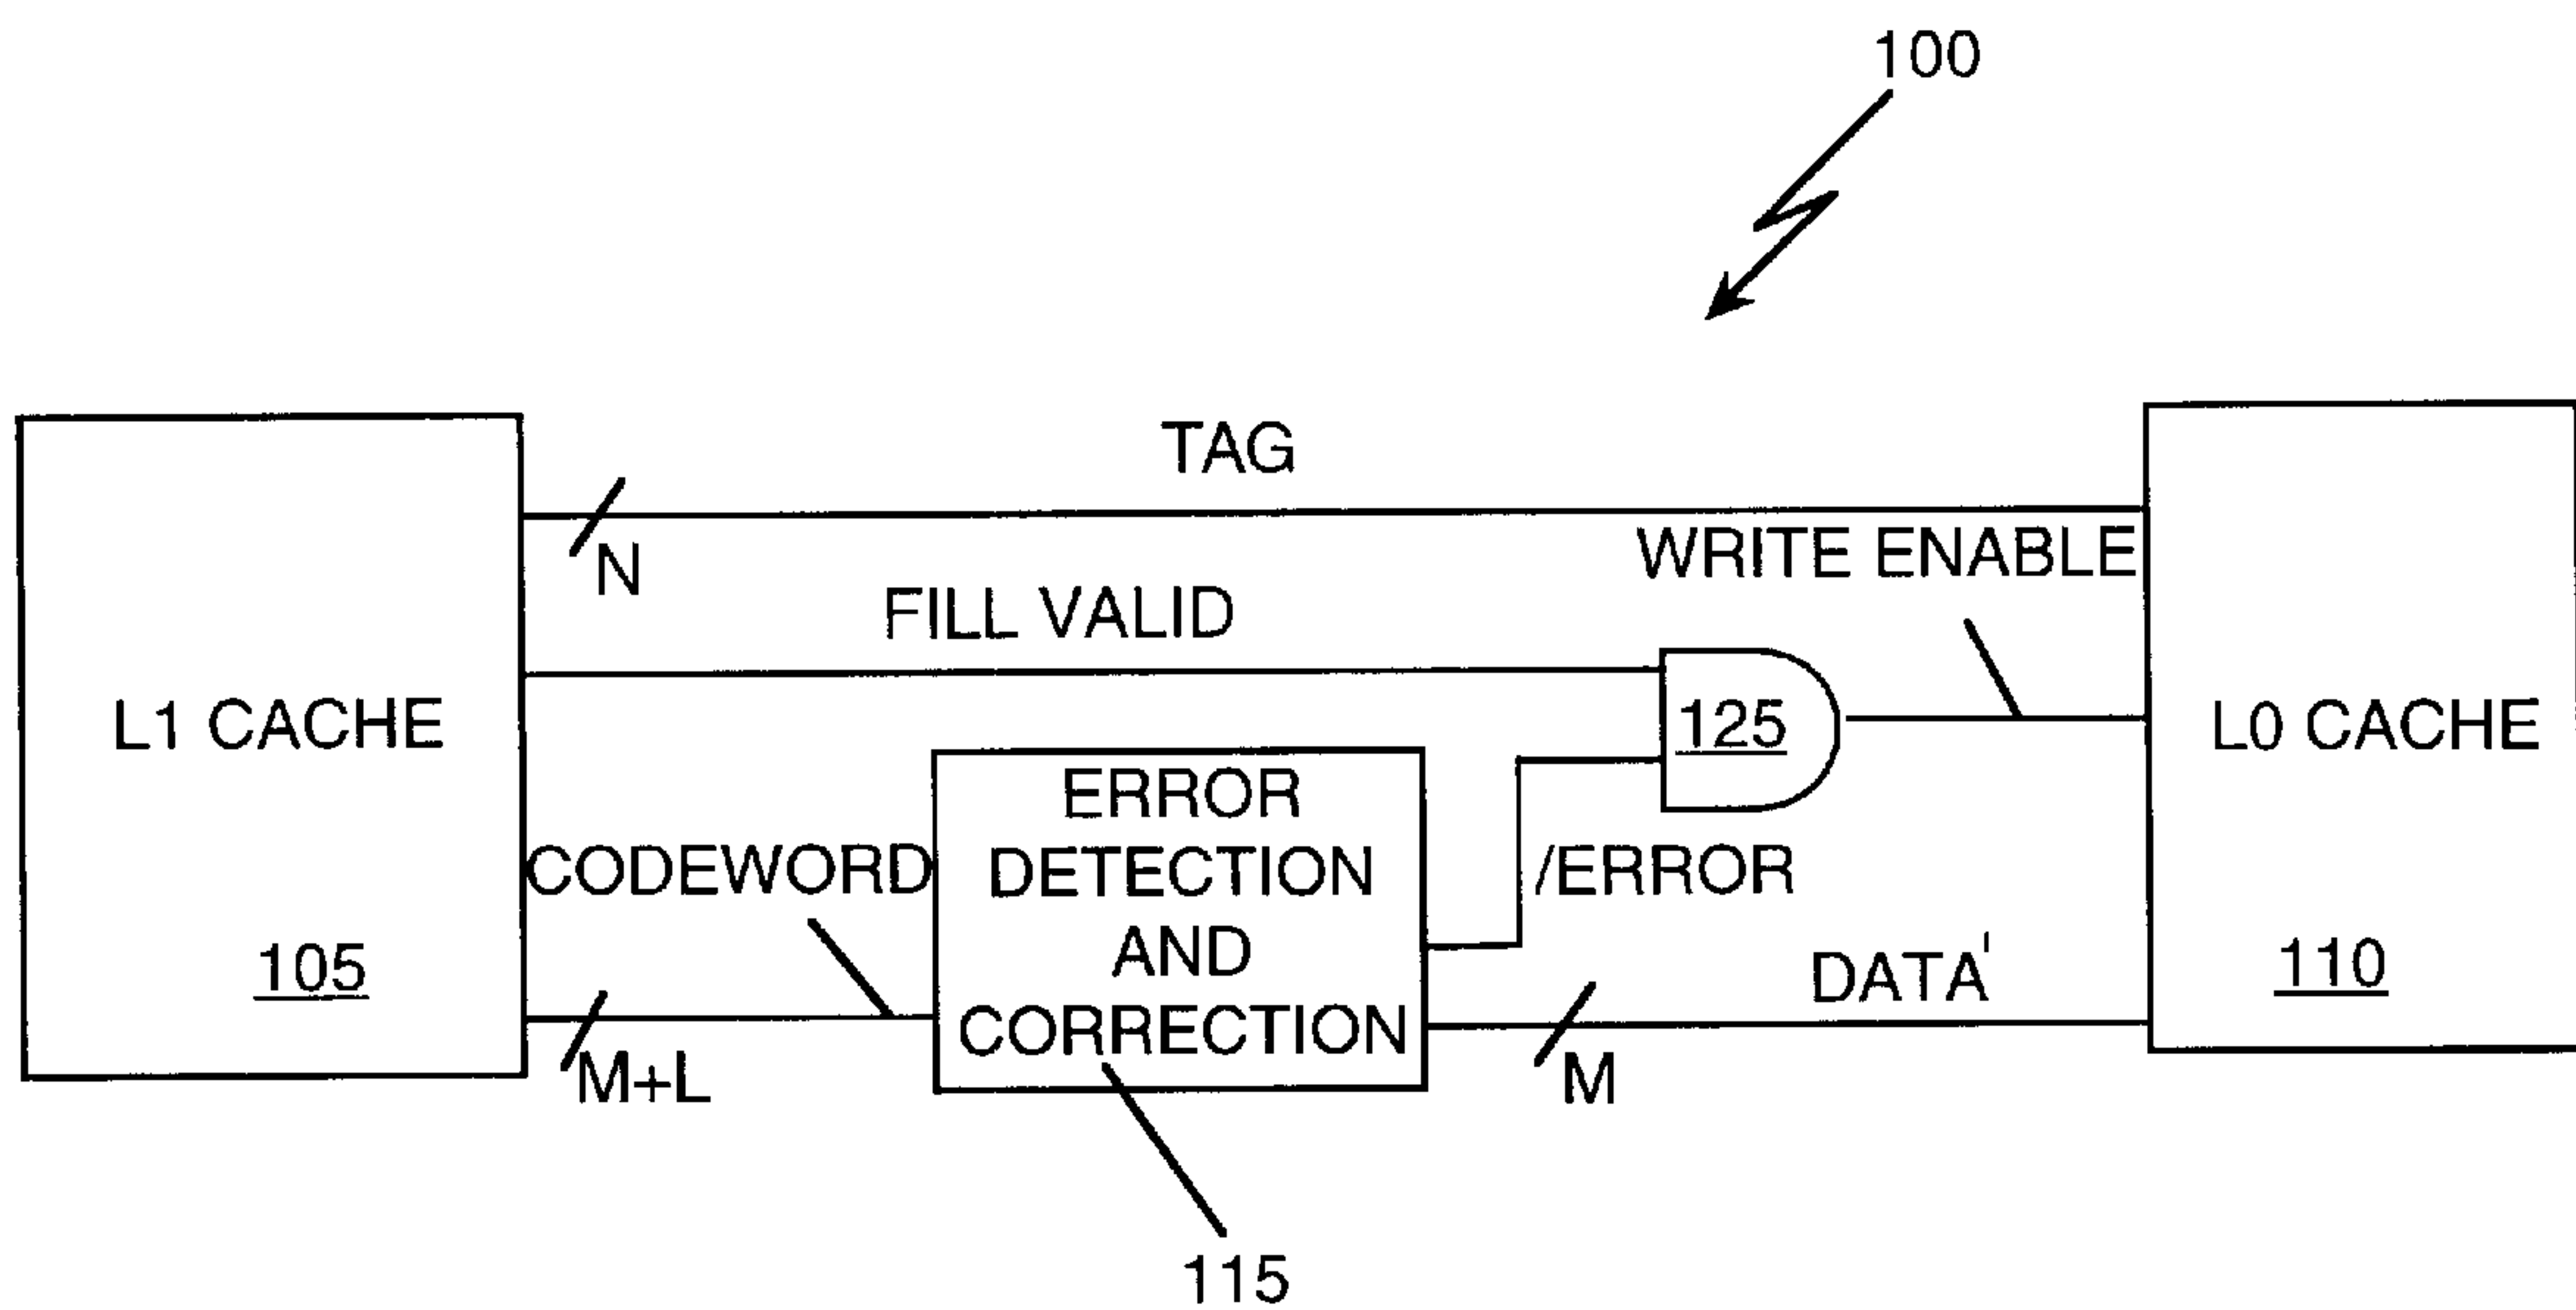 100
TAG
N
WRITE ENABLE
FILL VALID
L1 CACHE
125
L0 CACHE
ERROR
DETECTION
AND
CORRECTION
CODEWORD
/ERROR
105
DATA'
110
M+L
M
115